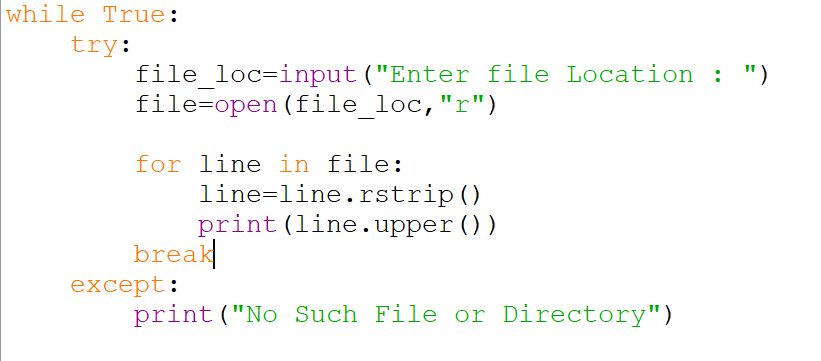 while True:
    try:
        file_loc=input("Enter file Location : ")
        file=open(file_loc,"r")

        for line in file:
            line=line.rstrip()
            print(line.upper())
        break
    except:
        print("No Such File or Directory")